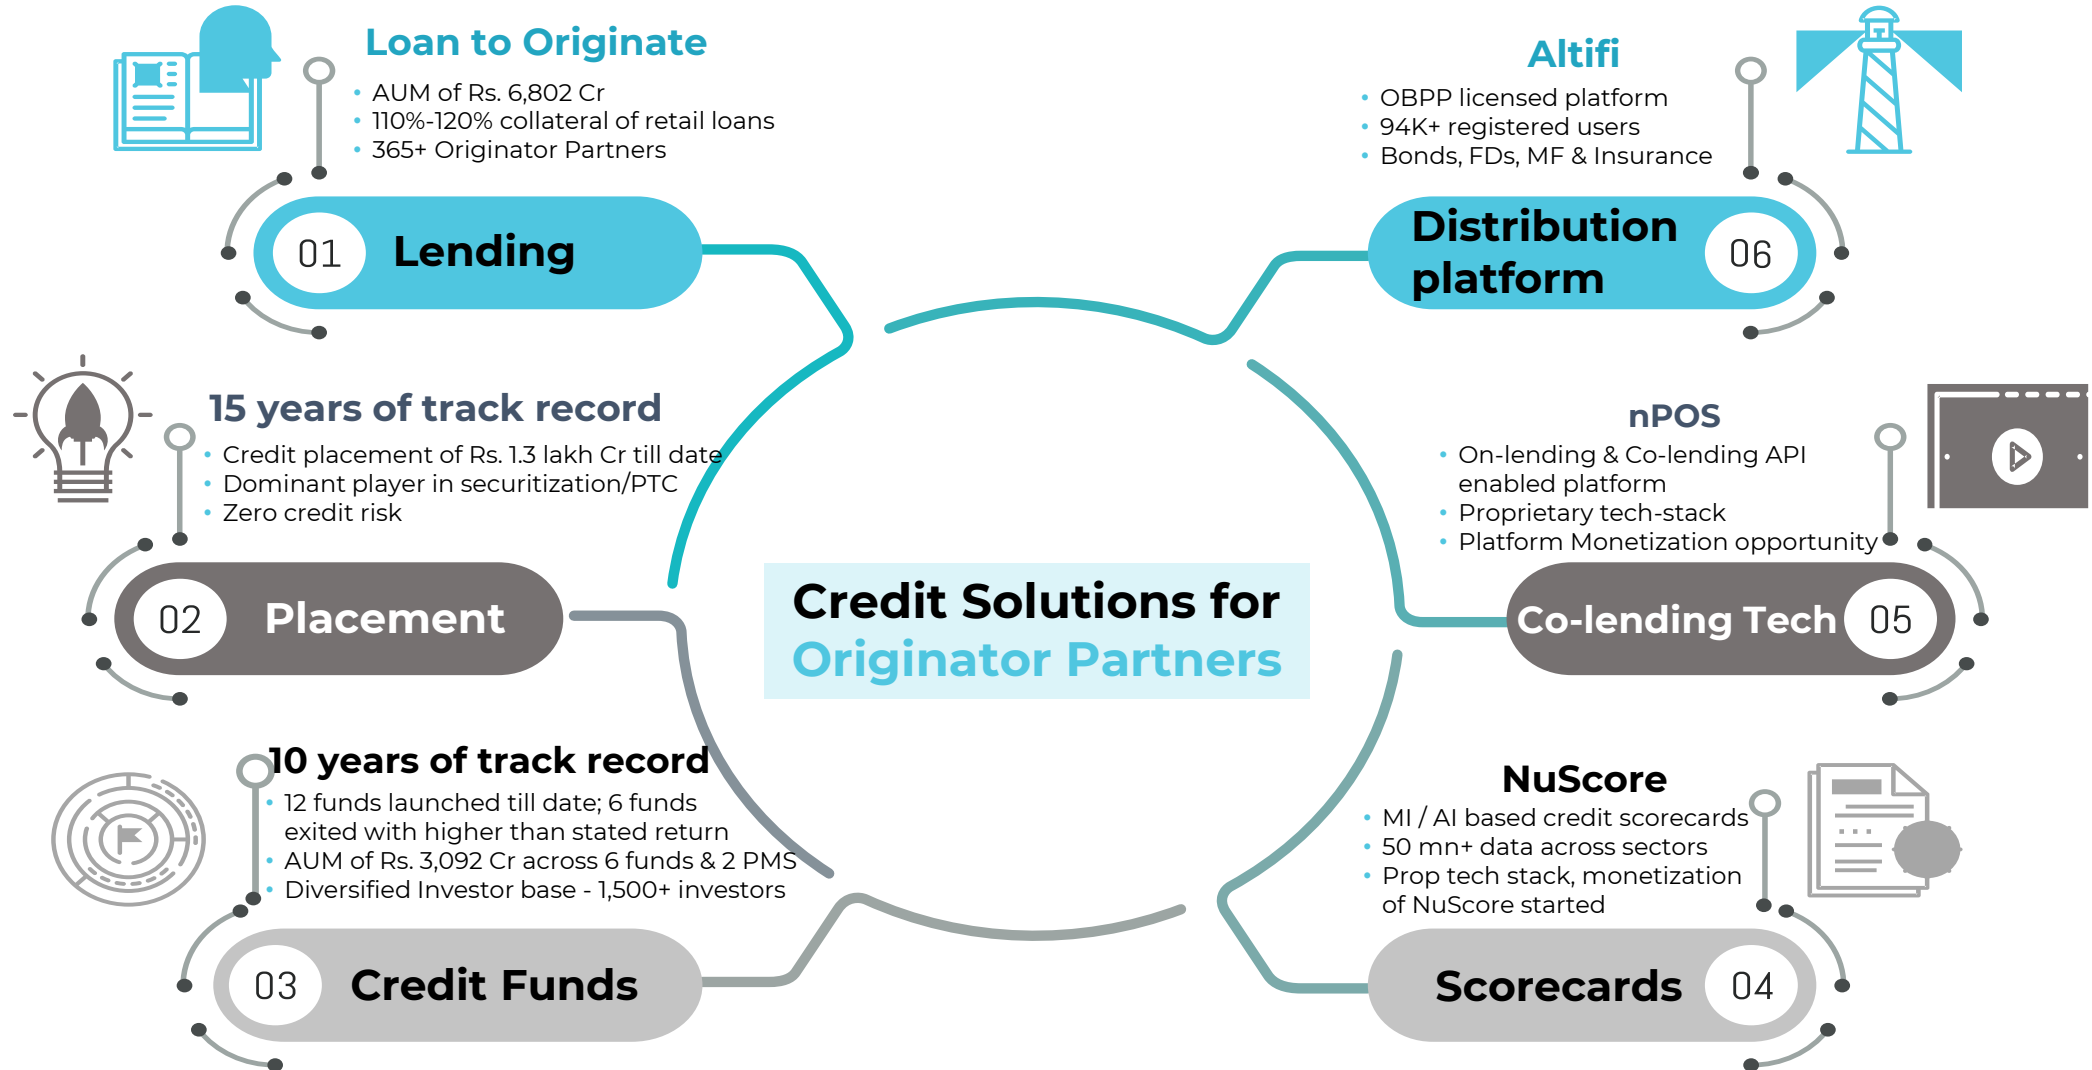 Loan to Originate
• AUM of Rs. 6,802 Cr
• 110%-120% collateral of retail loans
• 365+ Originator Partners
01 Lending
15 years of track record
• Credit placement of Rs. 1.3 lakh Cr till date
• Dominant player in securitization/PTC
• Zero credit risk
02 Placement
10 years of track record
• 12 funds launched till date; 6 funds
exited with higher than stated return
• AUM of Rs. 3,092 Cr across 6 funds & 2 PMS
• Diversified Investor base - 1,500+ investors
03 Credit Funds
Credit Solutions for
Originator Partners
Altifi
• OBPP licensed platform
• 94K+ registered users
• Bonds, FDs, MF & Insurance
Distribution
platform
06
nPOS
• On-lending & Co-lending API
enabled platform
• Proprietary tech-stack
• Platform Monetization opportunity
Co-lending Tech 05
NuScore
• MI / AI based credit scorecards
• 50 mn+ data across sectors
• Prop tech stack, monetization
of NuScore started
Scorecards 04